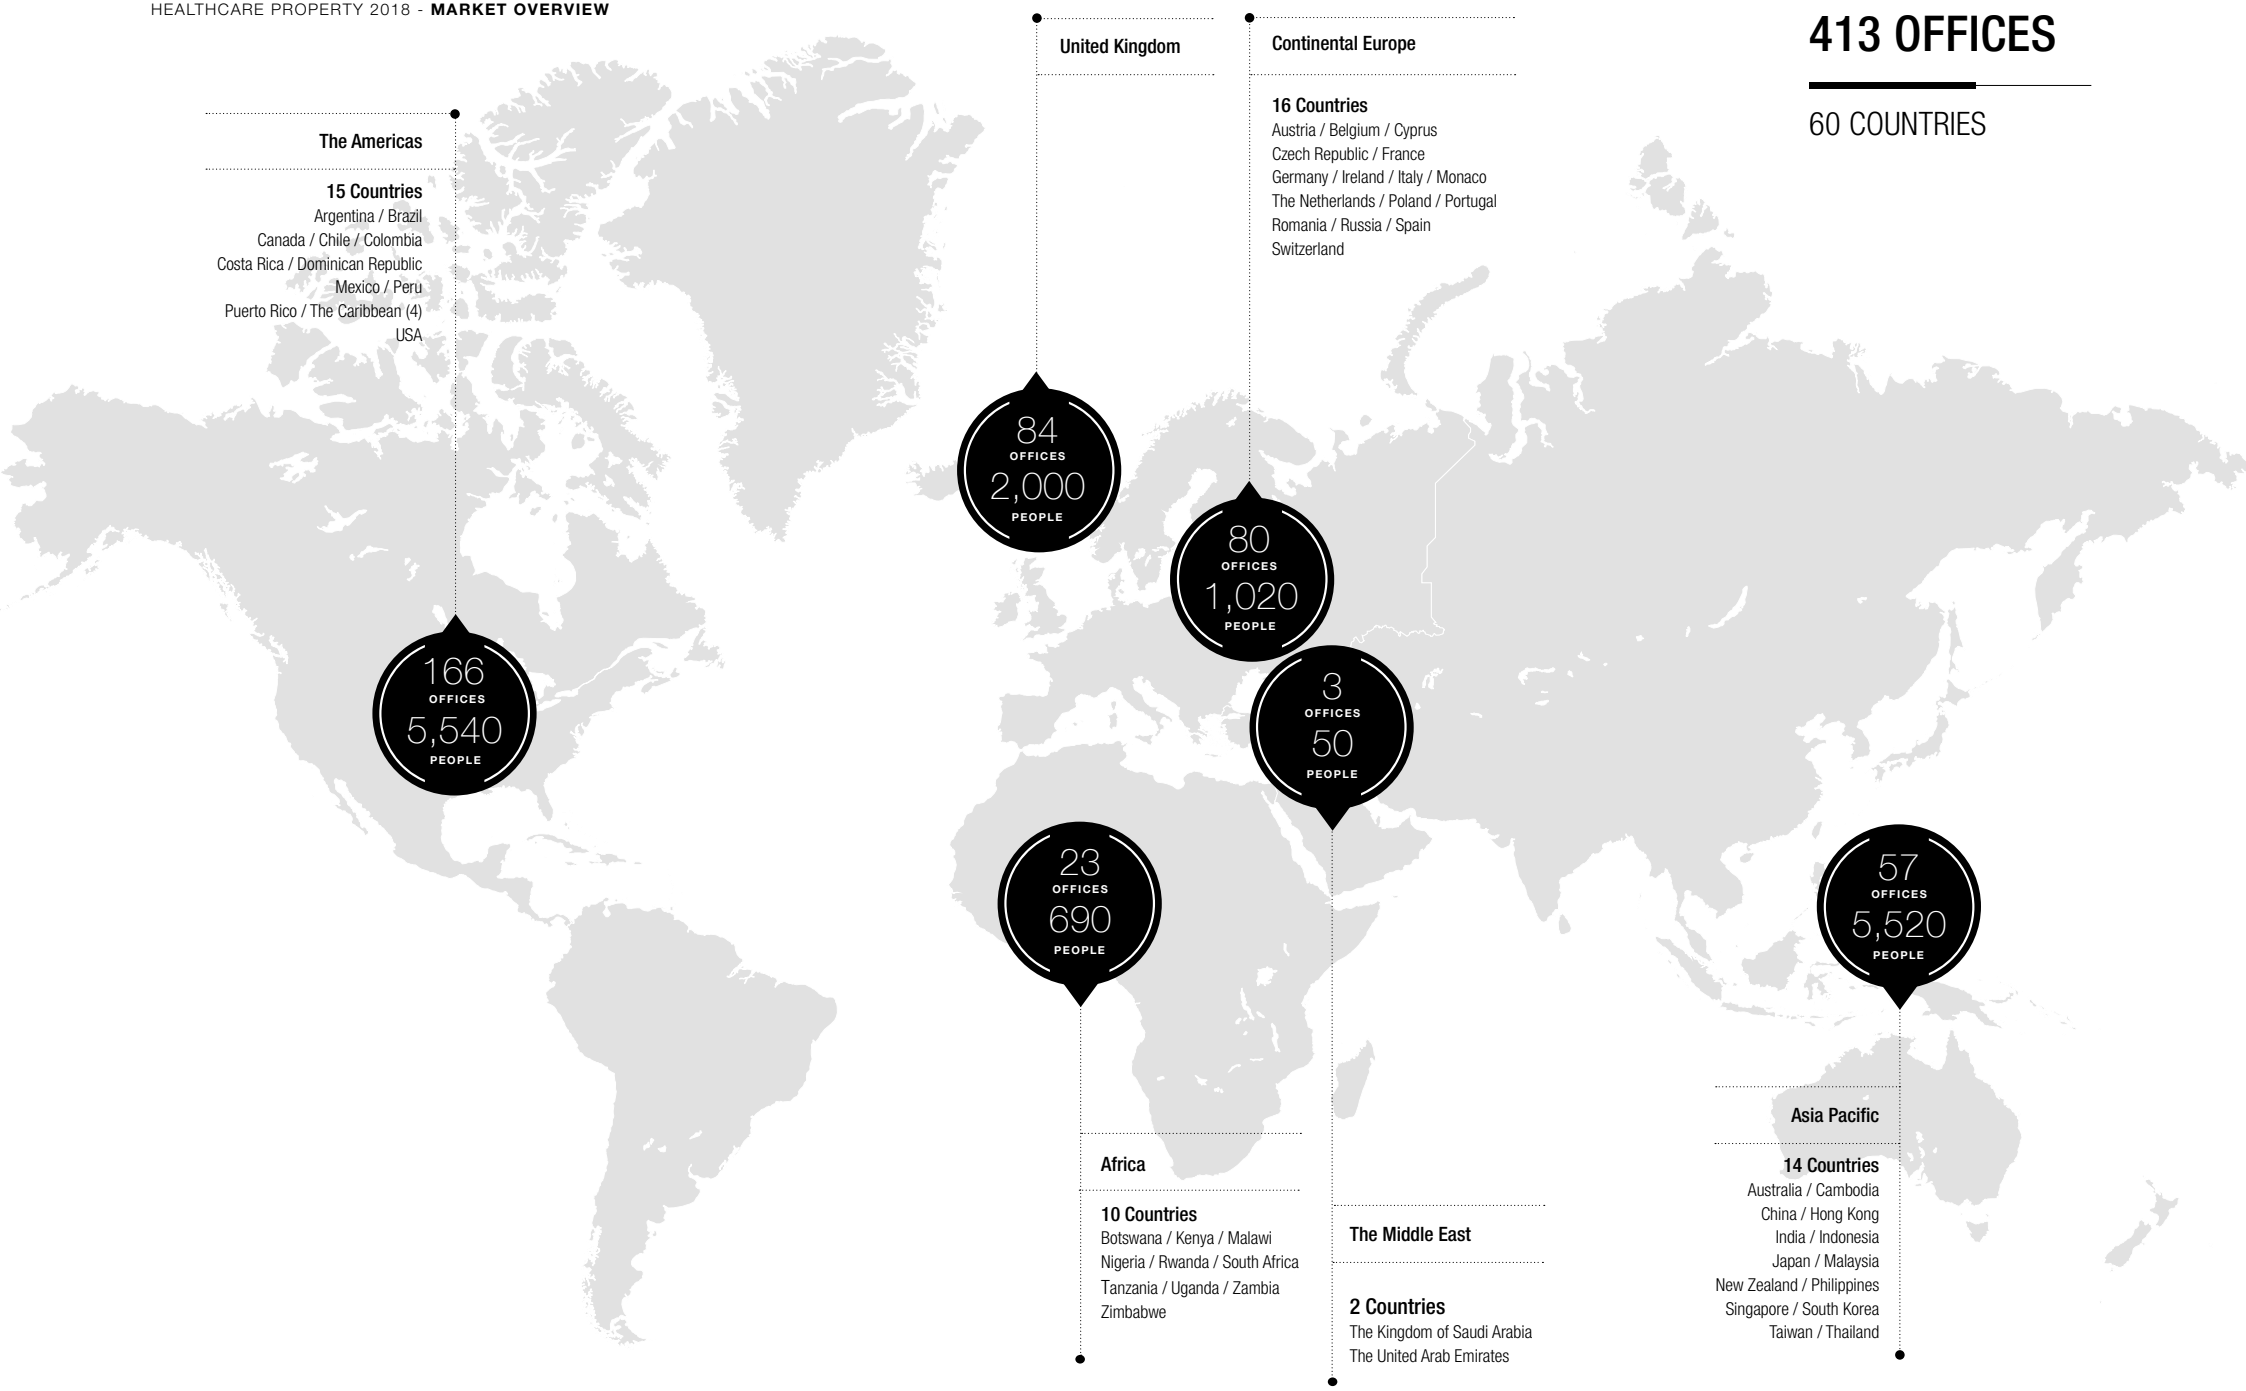 HEALTHCARE PROPERTY 2018 - MARKET OVERVIEW
413 OFFICES
60 COUNTRIES
The Americas
15 Countries
Argentina / Brazil
Canada / Chile / Colombia
Costa Rica / Dominican Republic
Mexico / Peru
Puerto Rico / The Caribbean (4)
USA
166
OFFICES
5,540
PEOPLE
United Kingdom
84
OFFICES
2,000
PEOPLE
Continental Europe
16 Countries
Austria / Belgium / Cyprus
Czech Republic / France
Germany / Ireland / Italy / Monaco
The Netherlands / Poland / Portugal
Romania / Russia / Spain
Switzerland
80
OFFICES
1,020
PEOPLE
3
OFFICES
50
PEOPLE
The Middle East
2 Countries
The Kingdom of Saudi Arabia
The United Arab Emirates
23
OFFICES
690
PEOPLE
Africa
10 Countries
Botswana / Kenya / Malawi
Nigeria / Rwanda / South Africa
Tanzania / Uganda / Zambia
Zimbabwe
57
OFFICES
5,520
PEOPLE
Asia Pacific
14 Countries
Australia / Cambodia
China / Hong Kong
India / Indonesia
Japan / Malaysia
New Zealand / Philippines
Singapore / South Korea
Taiwan / Thailand